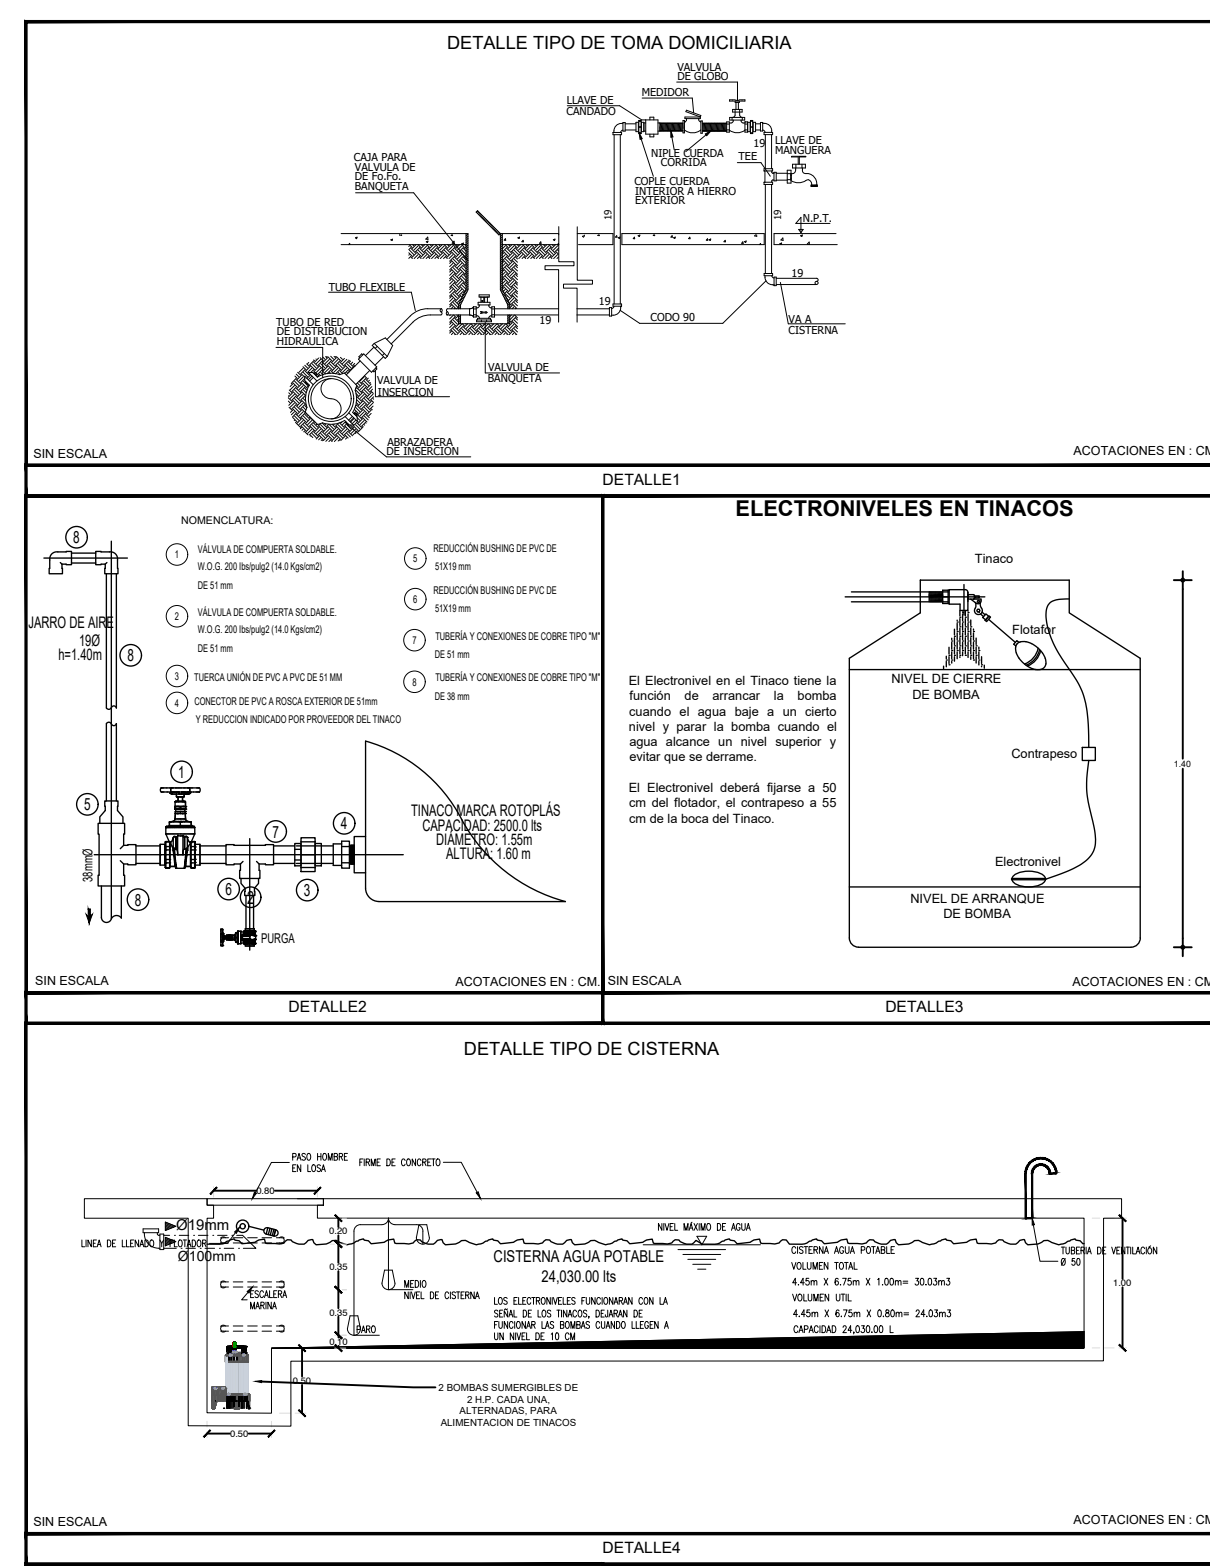 DETALLE TIPO DE TOMA DOMICILIARIA
VALVULA
DE GLOBO
MEDIDOR
LLAVE DE
CANDADO
19
LLAVE DE
MANGUERA
NIPLE CUERDA
CORRIDA
TEE
CAJA PARA
VALVULA DE
DE Fo.Fo.
BANQUETA
COPLE CUERDA
INTERIOR A HIERRO
EXTERIOR
19
19
N.P.T.
TUBO FLEXIBLE
19
19
19
CODO 90
VA A
CISTERNA
TUBO DE RED
DE DISTRIBUCION
HIDRAULICA
VALVULA DE
BANQUETA
VALVULA DE
INSERCION
ABRAZADERA
DE INSERCION
SIN ESCALA
ACOTACIONES EN : CM
DETALLE1
NOMENCLATURA:
1 VÁLVULA DE COMPUERTA SOLDABLE.
W.O.G. 200 lbs/pulg2 (14.0 Kgs/cm2)
DE 51 mm
2 VÁLVULA DE COMPUERTA SOLDABLE.
W.O.G. 200 lbs/pulg2 (14.0 Kgs/cm2)
DE 51 mm
3 TUERCA UNIÓN DE PVC A PVC DE 51 MM
4 CONECTOR DE PVC A ROSCA EXTERIOR DE 51mm
Y REDUCCION INDICADO POR PROVEEDOR DEL TINACO
5 REDUCCIÓN BUSHING DE PVC DE
51X19 mm
6 REDUCCIÓN BUSHING DE PVC DE
51X19 mm
7 TUBERÍA Y CONEXIONES DE COBRE TIPO "M"
DE 51 mm
8 TUBERÍA Y CONEXIONES DE COBRE TIPO "M"
DE 38 mm
8
JARRO DE AIRE
19Ø
h=1.40m
8
1
5
7
4
TINACO MARCA ROTOPLÁS
CAPACIDAD: 2500.0 lts
DIÁMETRO: 1.55m
ALTURA: 1.60 m
38mmØ
8
6
2
3
PURGA
SIN ESCALA
ACOTACIONES EN : CM.
DETALLE2
ELECTRONIVELES EN TINACOS
Tinaco
Flotafor
NIVEL DE CIERRE
DE BOMBA
El Electronivel en el Tinaco tiene la
función de arrancar la bomba
cuando el agua baje a un cierto
nivel y parar la bomba cuando el
agua alcance un nivel superior y
evitar que se derrame.
El Electronivel deberá fijarse a 50
cm del flotador, el contrapeso a 55
cm de la boca del Tinaco.
Contrapeso
1.40
Electronivel
NIVEL DE ARRANQUE
DE BOMBA
SIN ESCALA
ACOTACIONES EN : CM
DETALLE3
DETALLE TIPO DE CISTERNA
PASO HOMBRE
EN LOSA
FIRME DE CONCRETO
0.80
Ø19mm
LINEA DE LLENADO Y FLOTADOR
Ø100mm
0.20
0.35
0.35
0.10
ESCALERA
MARINA
MEDIO
NIVEL DE CISTERNA
PARO
NIVEL MÁXIMO DE AGUA
CISTERNA AGUA POTABLE
24,030.00 lts
LOS ELECTRONIVELES FUNCIONARAN CON LA
SEÑAL DE LOS TINACOS, DEJARAN DE
FUNCIONAR LAS BOMBAS CUANDO LLEGEN A
UN NIVEL DE 10 CM
CISTERNA AGUA POTABLE
VOLUMEN TOTAL
4.45m X 6.75m X 1.00m= 30.03m3
VOLUMEN UTIL
4.45m X 6.75m X 0.80m= 24.03m3
CAPACIDAD 24,030.00 L
TUBERIA DE VENTILACIÓN
Ø 50
1.00
0.50
2 BOMBAS SUMERGIBLES DE
2 H.P. CADA UNA,
ALTERNADAS, PARA
ALIMENTACION DE TINACOS
0.50
SIN ESCALA
ACOTACIONES EN : CM
DETALLE4